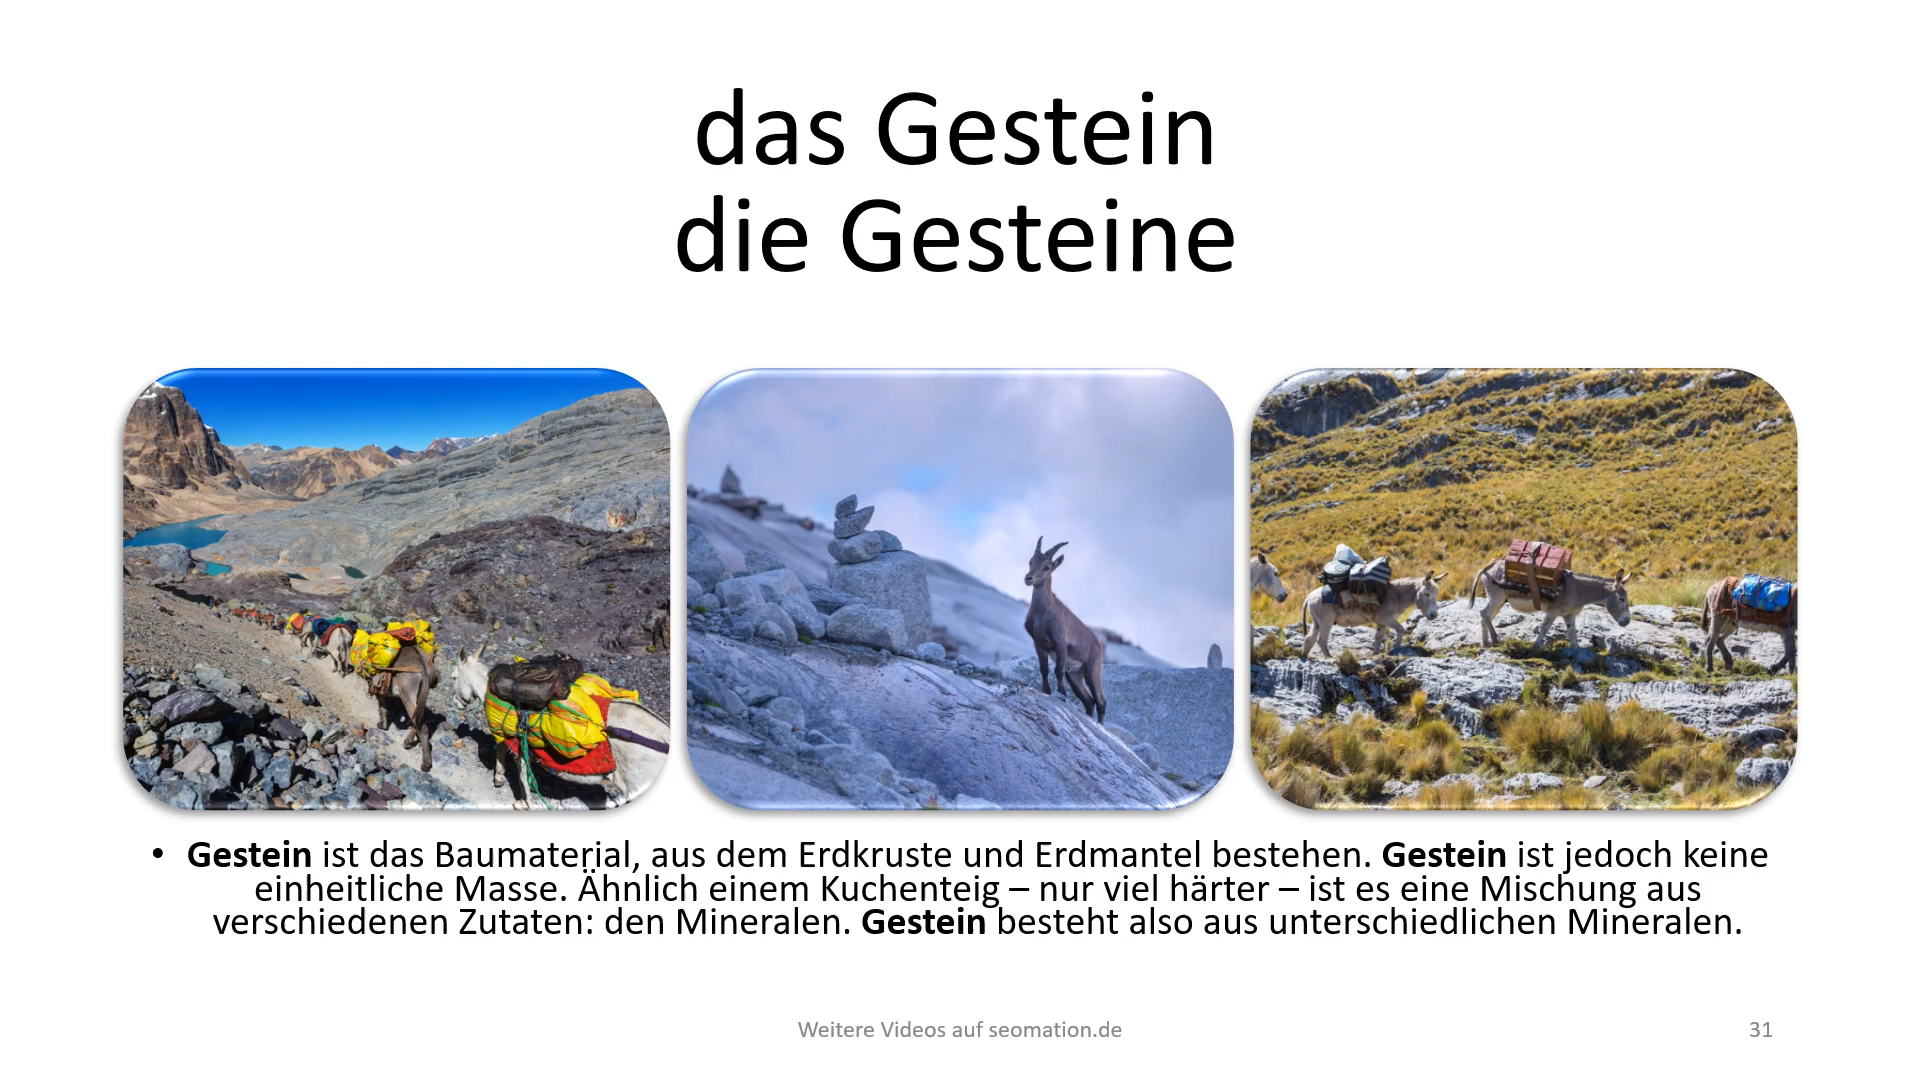 das Gestein
die Gesteine
• Gestein ist das Baumaterial, aus dem Erdkruste und Erdmantel bestehen. Gestein ist jedoch keine
einheitliche Masse. Ähnlich einem Kuchenteig – nur viel härter – ist es eine Mischung aus
verschiedenen Zutaten: den Mineralen. Gestein besteht also aus unterschiedlichen Mineralen.
Weitere Videos auf seomation.de
31